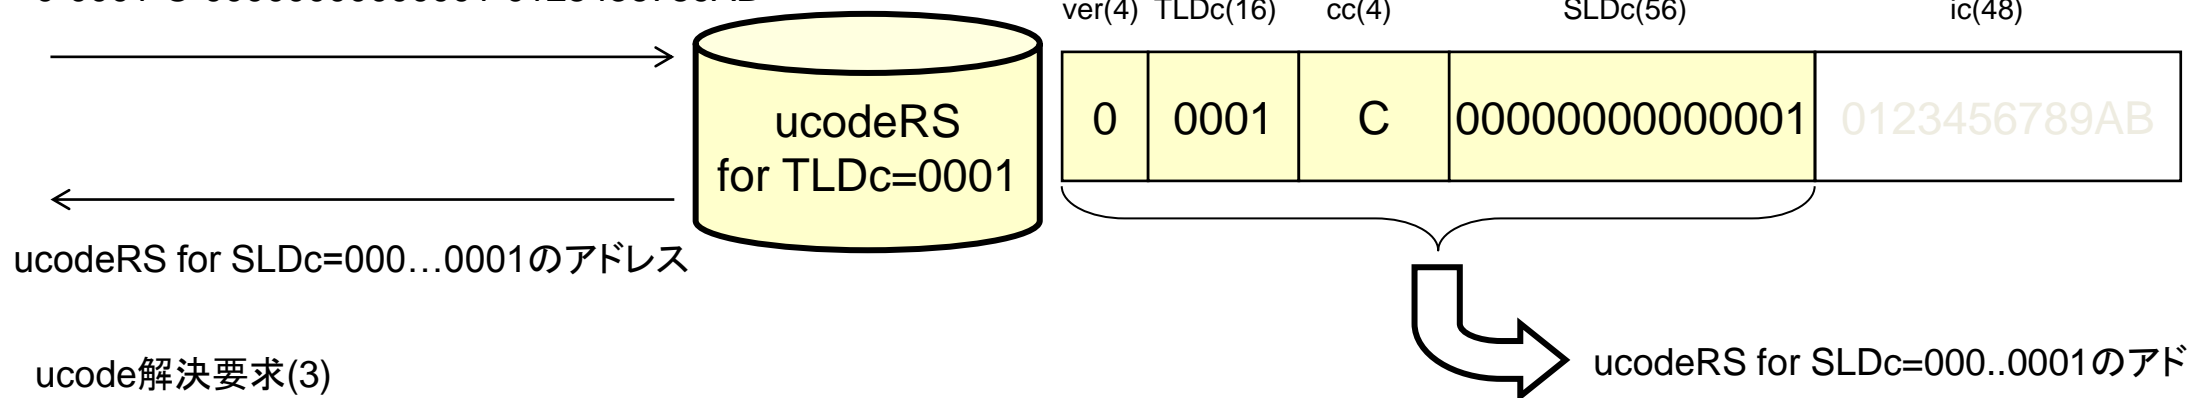 ver(4) TLDc(16) cc(4) SLDc(56) ic(48)
ucodeRS
for TLDc=0001
0 0001 C 00000000000001 0123456789AB
ucodeRS for SLDc=000…0001のアドレス
ucode解決要求(3)
ucodeRS for SLDc=000..0001のアド